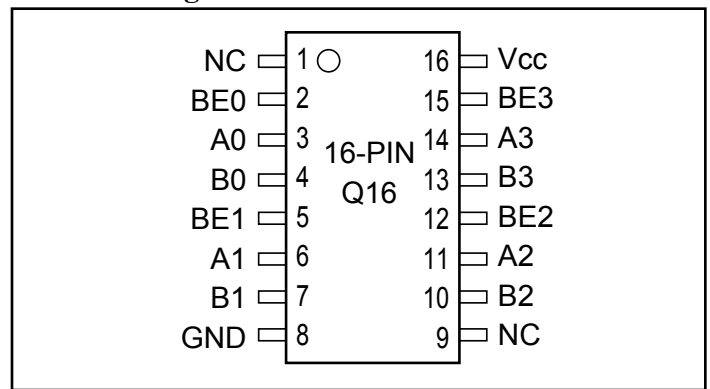 NC 1 16 Vcc
BE0 2 15 BE3
A0 3 14 A3
16-PIN
B0 4 13 B3
Q16
BE1 5 12 BE2
A1 6 11 A2
B1 7 10 B2
GND 8 9 NC